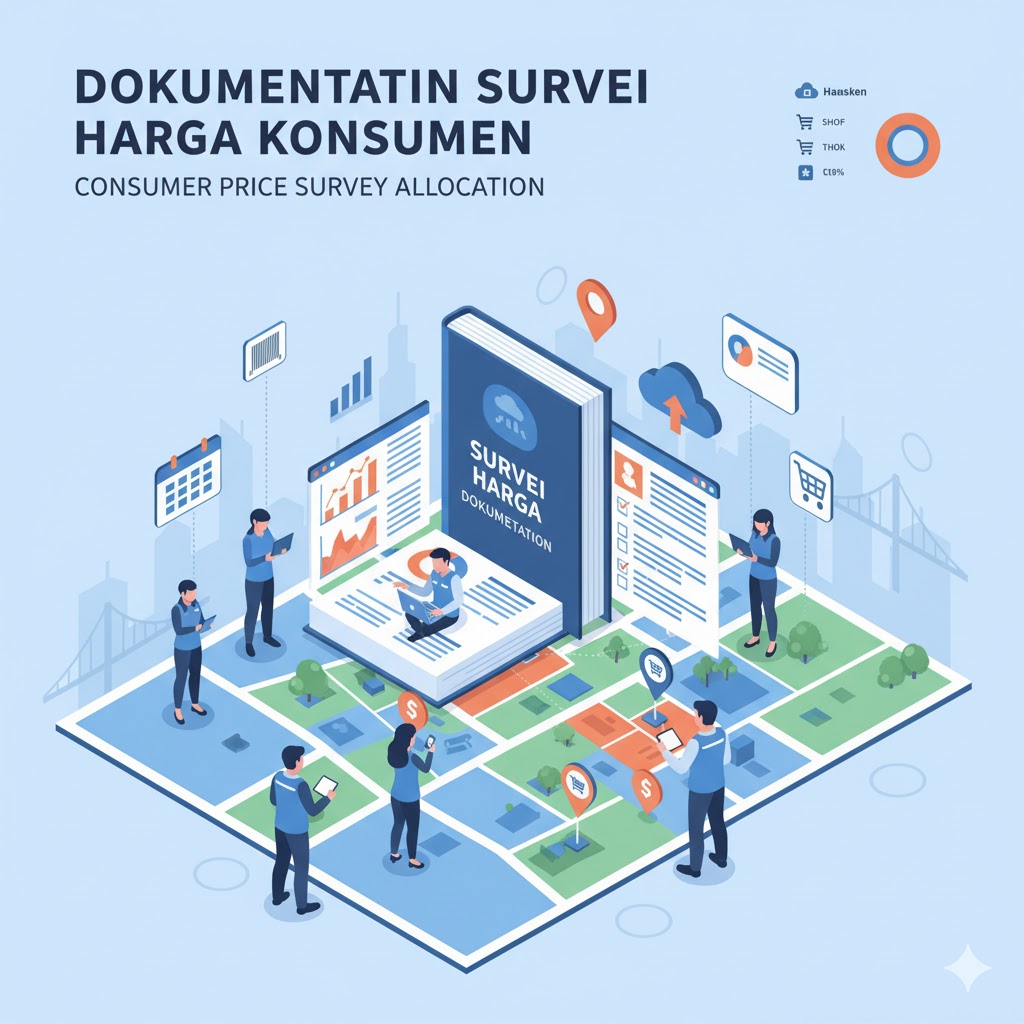 DOKUMENTATIN SURVEI
HARGA KONSUMEN
CONSUMER PRICE SURVEY ALLOCATION
Haasken
SHOF
THOK
SURVEI
HARGA
DOKUMETATION
$
$